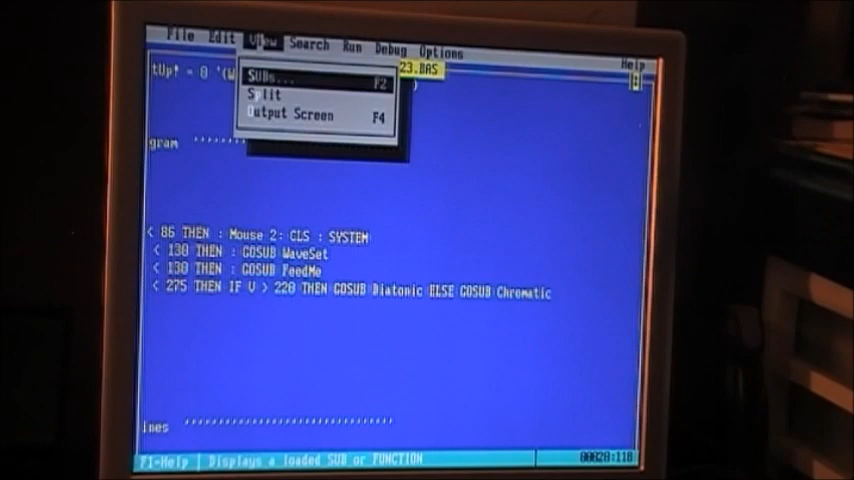 File Edit View Search Run Debug Options Help
23.BAS
SUBs... F2
Split
Output Screen F4
tUp! = 0 '(W )
gram ''''''''
< 86 THEN : Mouse 2: CLS : SYSTEM
< 130 THEN : GOSUB WaveSet
< 130 THEN : GOSUB FeedMe
< 275 THEN IF V > 220 THEN GOSUB Diatonic ELSE GOSUB Chromatic
ines ''''''''''''''''''''''''''''''''
F1=Help | Displays a loaded SUB or FUNCTION 00028:118